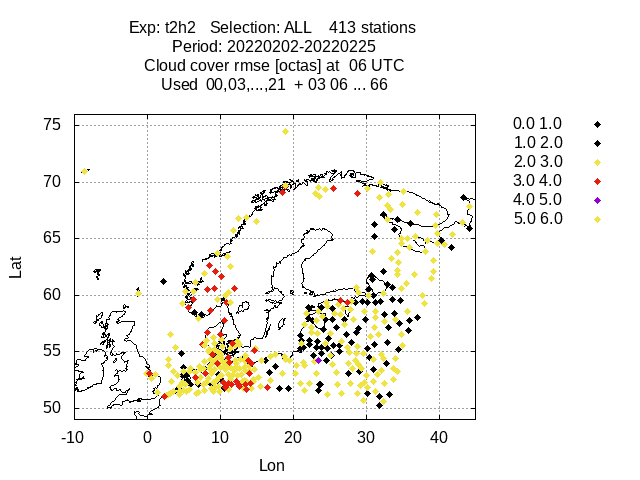 Exp: t2h2 Selection: ALL 413 stations
Period: 20220202-20220225
Cloud cover rmse [octas] at 06 UTC
Used 00,03,...,21 + 03 06 ... 66
75
70
65
60
55
50
Lat
-10 0 10 20 30 40
Lon
0.0 1.0
1.0 2.0
2.0 3.0
3.0 4.0
4.0 5.0
5.0 6.0